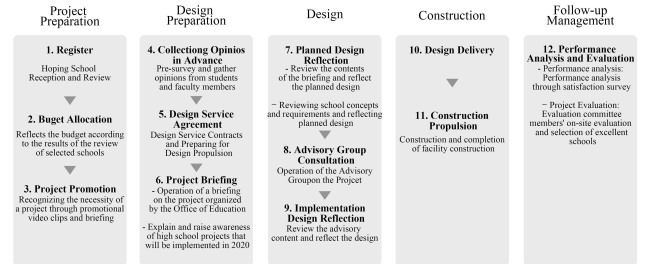 Project
Preparation
1. Register
Hoping School
Reception and Review
2. Buget Allocation
Reflects the budget according
to the results of the review
of selected schools
3. Project Promotion
Recognizing the necessity of
a project through promotional
video clips and briefing
Design
Preparation
4. Collectiong Opinios
in Advance
Pre-survey and gather
opinions from students
and faculty members
5. Design Service
Agreement
Design Service Contracts
and Preparing for
Design Propulsion
6. Project Briefing
- Operation of a briefing
on the project organized
by the Office of Education
- Explain and raise awareness
of high school projects that
will be implemented in 2020
Design
7. Planned Design
Reflection
- Review the contents
of the briefing and reflect
the planned design
− Reviewing school concepts
and requirements and reflecting
planned design
8. Advisory Group
Consultation
Operation of the Advisory
Groupon the Projcet
9. Implementation
Design Reflection
Review the advisory
content and reflect the design
Construction
10. Design Delivery
11. Construction
Propulsion
Construction and completion
of facility construction
Follow-up
Management
12. Performance
Analysis and Evaluation
- Performance analysis:
Performance analysis
through satisfaction survey
− Project Evaluation:
Evaluation committee
members' on-site evaluation
and selection of excellent
schools